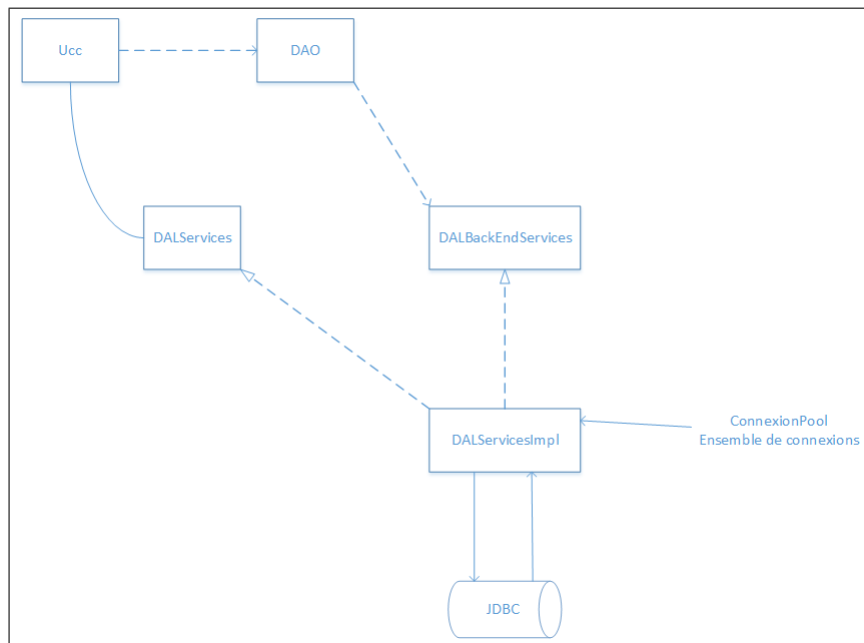 Ucc
DAO
DALServices
DALBackEndServices
DALServicesImpl
ConnexionPool
Ensemble de connexions
JDBC